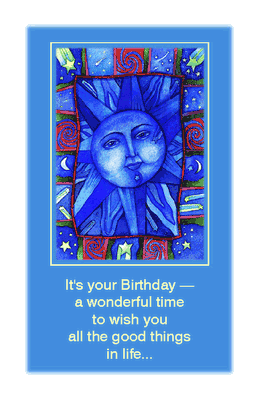 It's your Birthday —
a wonderful time
to wish you
all the good things
in life...